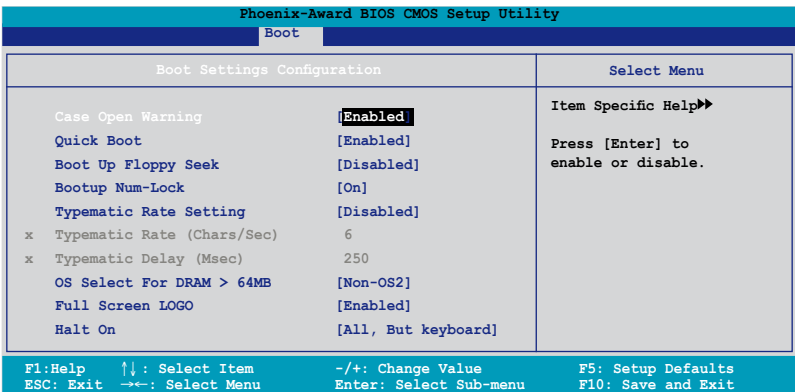 Phoenix-Award BIOS CMOS Setup Utility
Boot
Boot Settings Configuration
Select Menu
Case Open Warning [Enabled]
Quick Boot [Enabled]
Boot Up Floppy Seek [Disabled]
Bootup Num-Lock [On]
Typematic Rate Setting [Disabled]
x Typematic Rate (Chars/Sec) 6
x Typematic Delay (Msec) 250
OS Select For DRAM > 64MB [Non-OS2]
Full Screen LOGO [Enabled]
Halt On [All, But keyboard]
Item Specific Help▶▶
Press [Enter] to
enable or disable.
F1:Help ↑↓: Select Item -/+: Change Value F5: Setup Defaults
ESC: Exit →←: Select Menu Enter: Select Sub-menu F10: Save and Exit